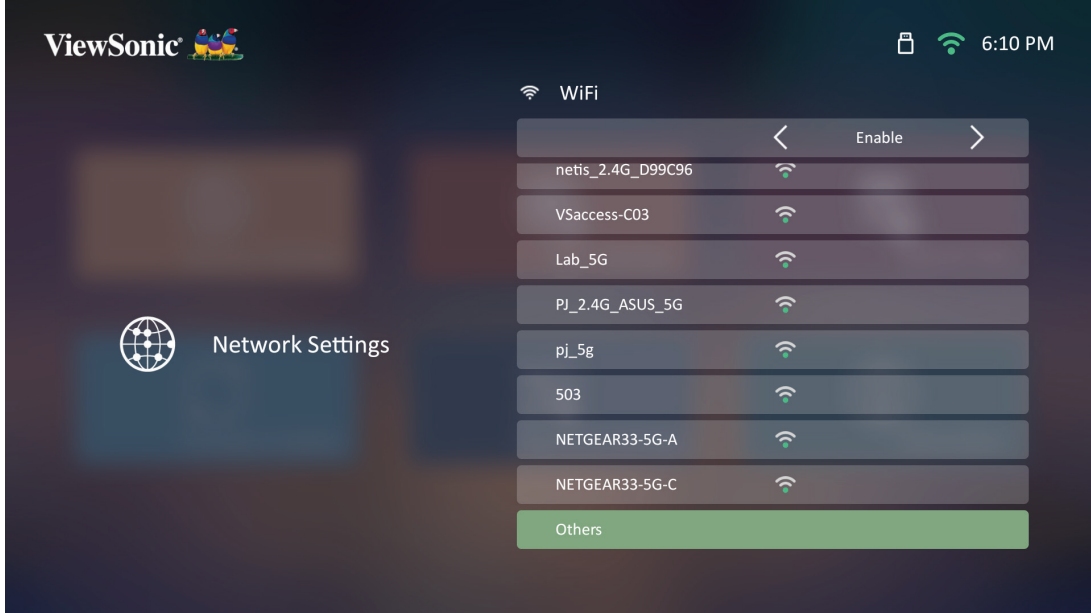 ViewSonic®
6:10 PM
WiFi
Enable
netis_2.4G_D99C96
VSaccess-C03
Lab_5G
PJ_2.4G_ASUS_5G
Network Settings
pj_5g
503
NETGEAR33-5G-A
NETGEAR33-5G-C
Others